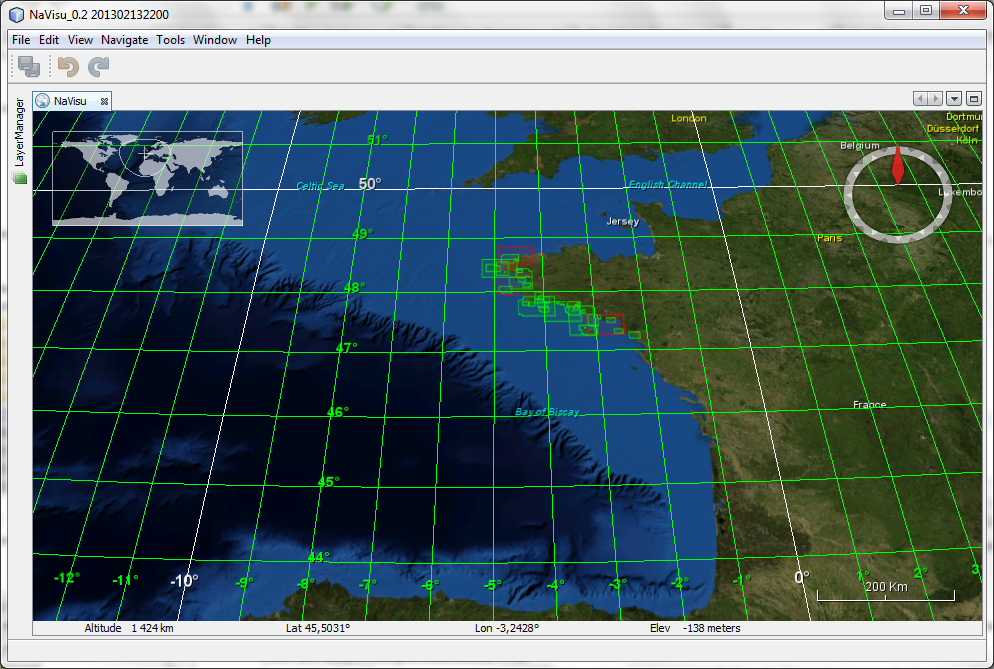 NaVisu_0.2 201302132200
File Edit View Navigate Tools Window Help
LayerManager
NaVisu
London
Dortmu
Düsseldorf
Köln
Belgium
51°
Celtic Sea
50°
English Channel
Luxembo
Jersey
49°
Paris
48°
47°
46°
Bay of Biscay
France
45°
44°
-12° -11° -10° -9° -8° -7° -6° -5° -4° -3° -2° -1° 0° 1° 2° 3°
200 Km
Altitude 1 424 km Lat 45,5031° Lon -3,2428° Elev -138 meters